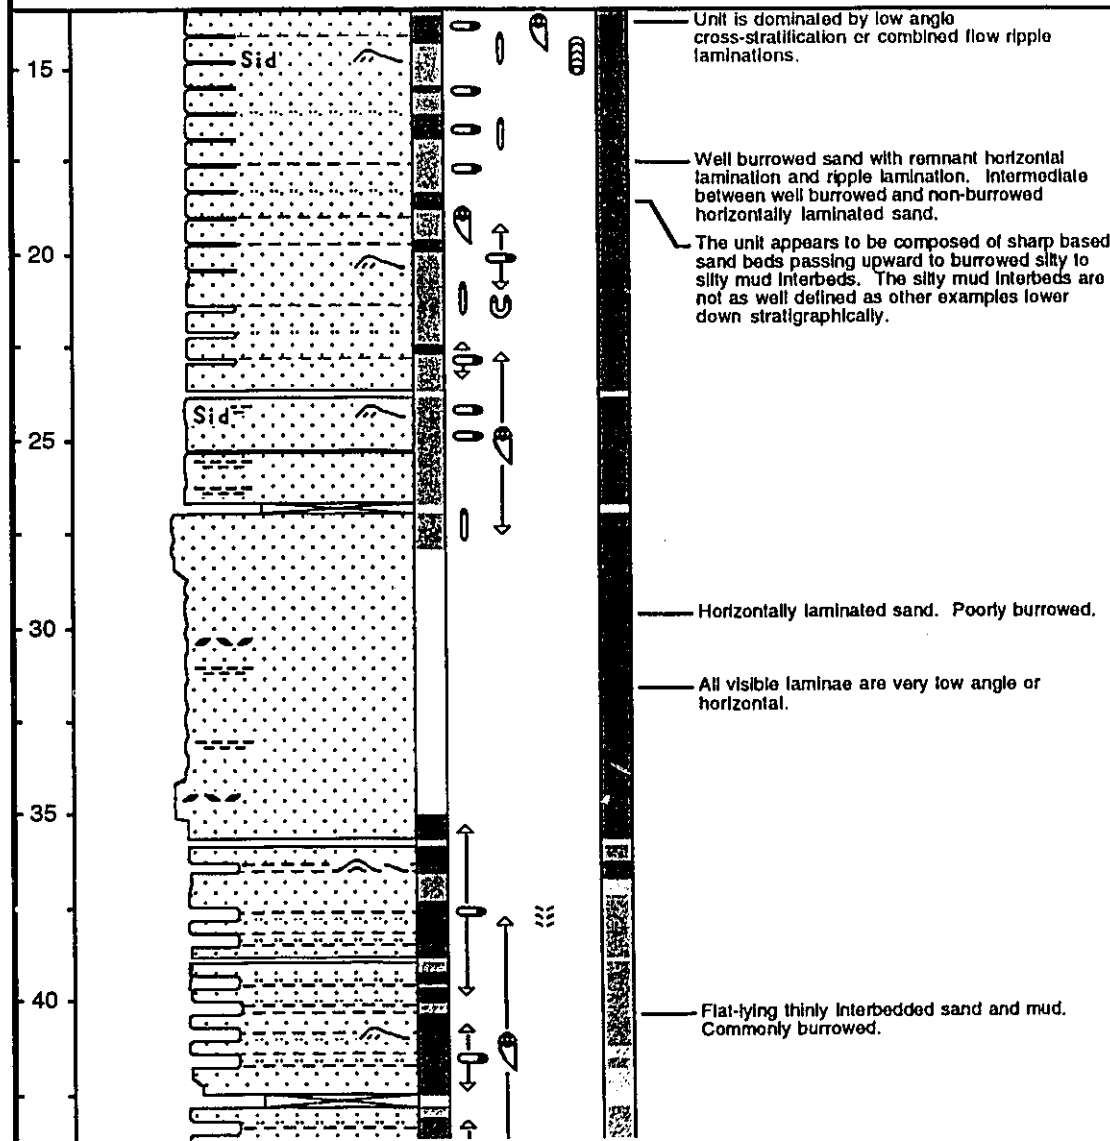 Unit is dominated by low angle
cross-stratification or combined flow ripple
laminations.
Sid
15
Well burrowed sand with remnant horizontal
lamination and ripple lamination. Intermediate
between well burrowed and non-burrowed
horizontally laminated sand.
20
The unit appears to be composed of sharp based
sand beds passing upward to burrowed silty to
silty mud interbeds. The silty mud interbeds are
not as well defined as other examples lower
down stratigraphically.
Sid
25
30
Horizontally laminated sand. Poorly burrowed.
All visible laminae are very low angle or
horizontal.
35
40
Flat-lying thinly interbedded sand and mud.
Commonly burrowed.